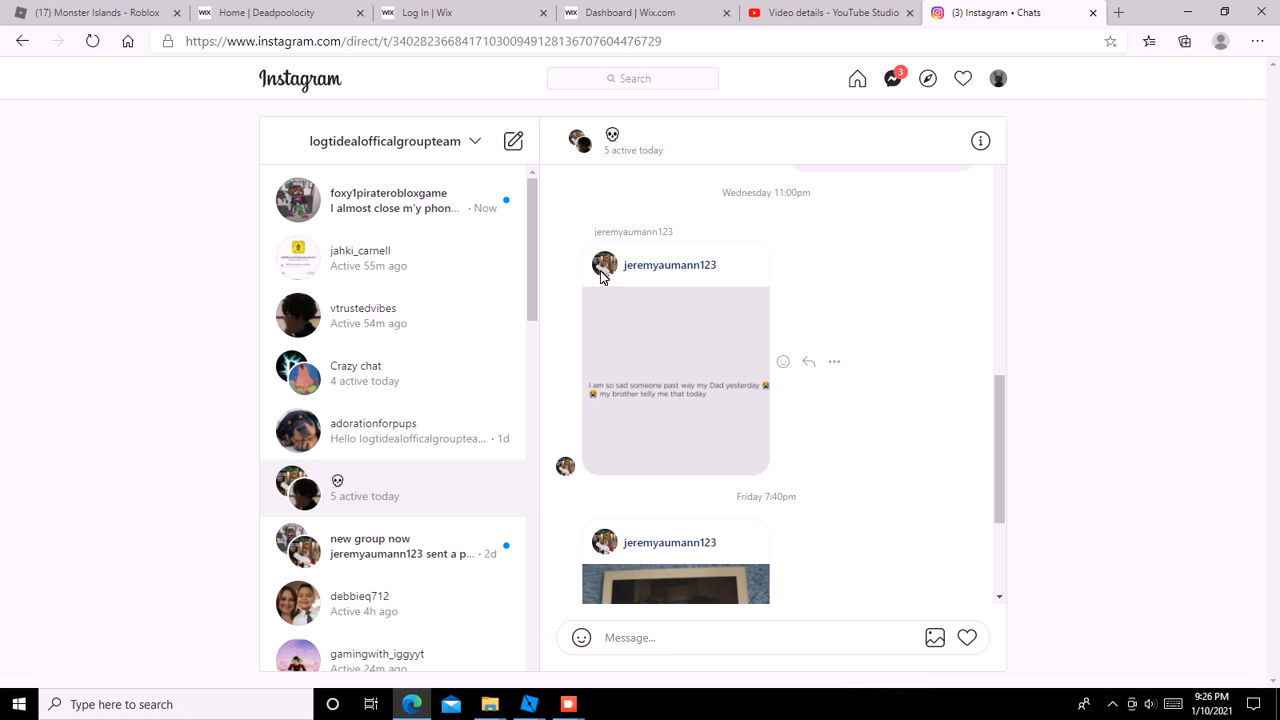 (17) Monster Islands - Roblox
WIX Home | Deadpoolocity
WIX Log In | Wix
WIX Dashboard | Wix.com
Video details - YouTube Studio
(3) Instagram • Chats
https://www.instagram.com/direct/t/340282366841710300949128136707604476729
Instagram
Search
3
logtidealofficalgroupteam
5 active today
foxy1piraterobloxgame
I almost close m'y phon... · Now
jahki_carnell
Active 55m ago
vtrustedvibes
Active 54m ago
Crazy chat
4 active today
adorationforpups
Hello logtidealofficalgrouptea... · 1d
5 active today
new group now
jeremyaumann123 sent a p... · 2d
debbieq712
Active 4h ago
gamingwith_iggyyt
Active 24m ago
Wednesday 11:00pm
jeremyaumann123
jeremyaumann123
I am so sad someone past way my Dad yesterday 😭
😭 my brother telly me that today
Friday 7:40pm
jeremyaumann123
Message...
Type here to search
9:26 PM
1/10/2021